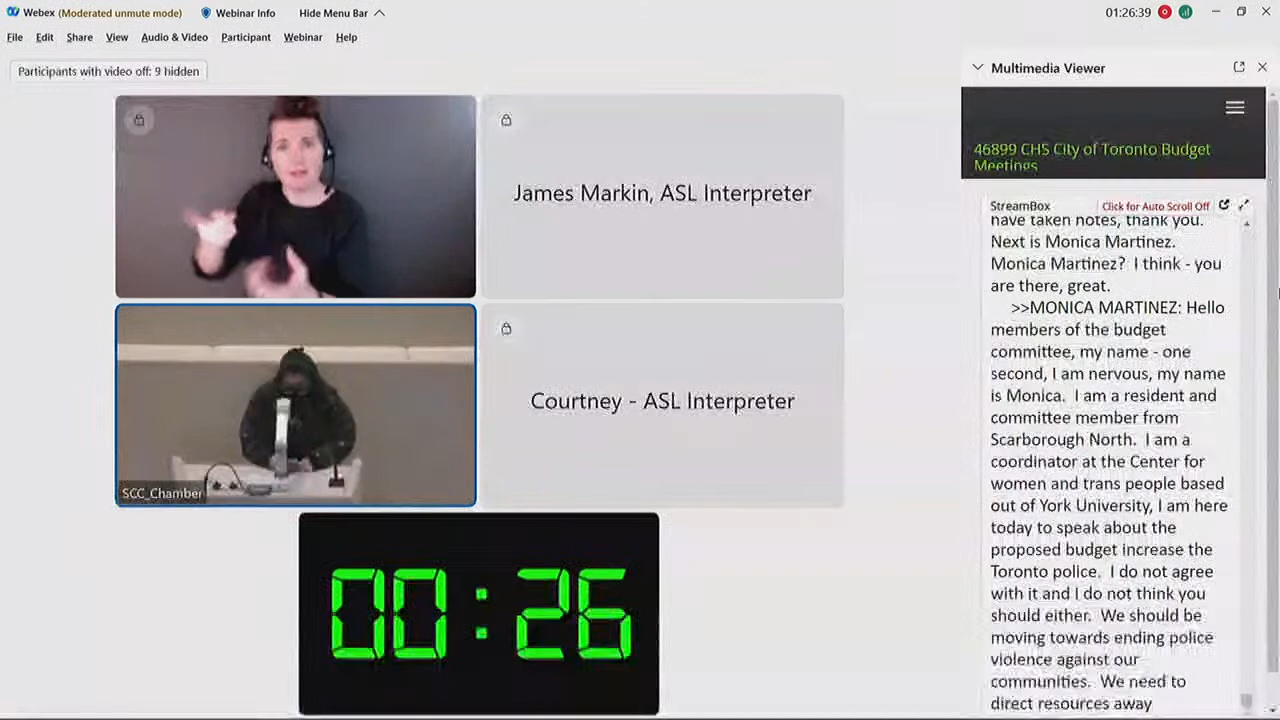 Webex (Moderated unmute mode) Webinar Info Hide Menu Bar 01:26:39
File Edit Share View Audio & Video Participant Webinar Help
Participants with video off: 9 hidden
Multimedia Viewer
46899 CHS City of Toronto Budget
Meetings
StreamBox Click for Auto Scroll Off
have taken notes, thank you.
Next is Monica Martinez.
Monica Martinez?  I think - you
are there, great.
>>MONICA MARTINEZ: Hello
members of the budget
committee, my name - one
second, I am nervous, my name
is Monica.  I am a resident and
committee member from
Scarborough North.  I am a
coordinator at the Center for
women and trans people based
out of York University, I am here
today to speak about the
proposed budget increase the
Toronto police.  I do not agree
with it and I do not think you
should either.  We should be
moving towards ending police
violence against our
communities.  We need to
direct resources away
James Markin, ASL Interpreter
SCC_Chamber
Courtney - ASL Interpreter
00:26